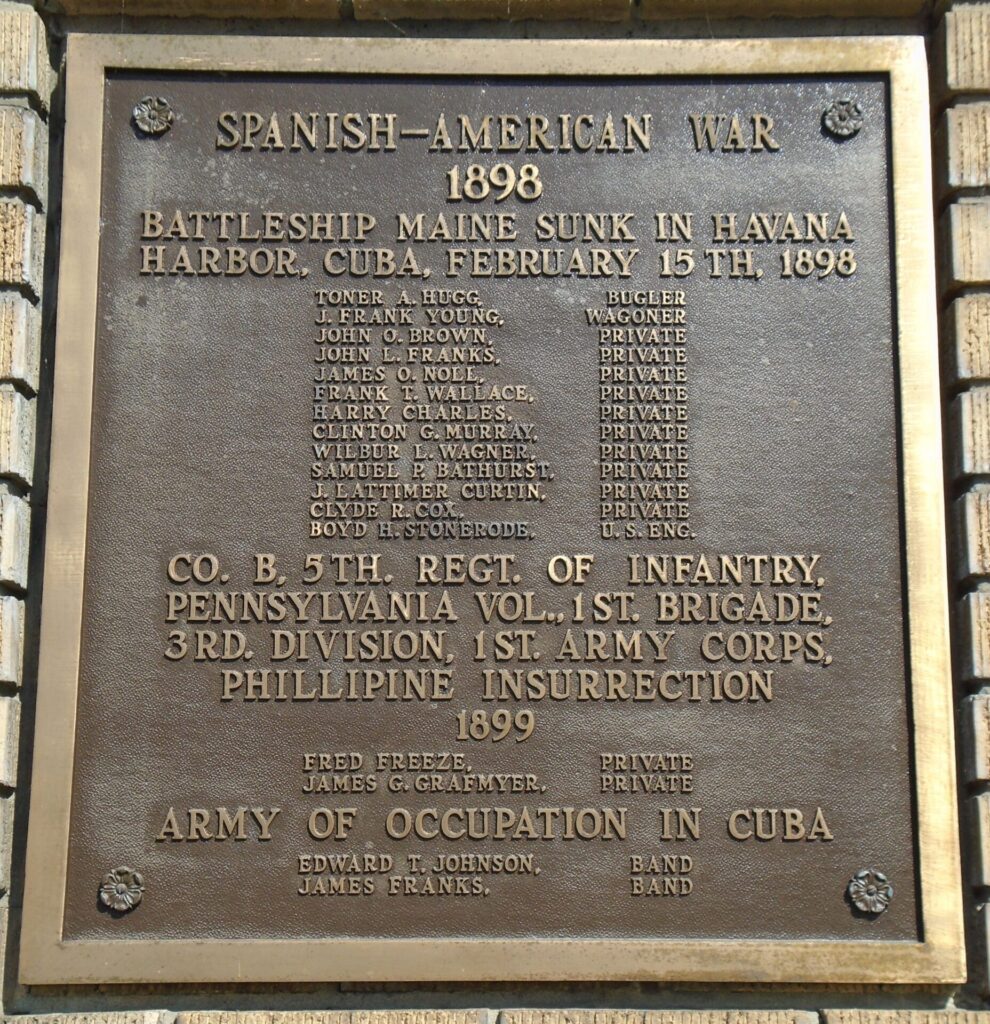 SPANISH-AMERICAN WAR
1898
BATTLESHIP MAINE SUNK IN HAVANA
HARBOR, CUBA, FEBRUARY 15TH, 1898
TONER A. HUGG, BUGLER
J. FRANK YOUNG, WAGONER
JOHN O. BROWN, PRIVATE
JOHN L. FRANKS, PRIVATE
JAMES O. NOLL, PRIVATE
FRANK T. WALLACE, PRIVATE
HARRY CHARLES, PRIVATE
CLINTON G. MURRAY, PRIVATE
WILBUR L. WAGNER, PRIVATE
SAMUEL P. BATHURST, PRIVATE
J. LATTIMER CURTIN, PRIVATE
CLYDE R. COX, PRIVATE
BOYD H. STONERODE, U.S. ENG.
CO. B, 5TH. REGT. OF INFANTRY,
PENNSYLVANIA VOL., 1ST. BRIGADE,
3RD. DIVISION, 1ST. ARMY CORPS,
PHILLIPINE INSURRECTION
1899
FRED FREEZE, PRIVATE
JAMES G. GRAFMYER, PRIVATE
ARMY OF OCCUPATION IN CUBA
EDWARD T. JOHNSON, BAND
JAMES FRANKS, BAND